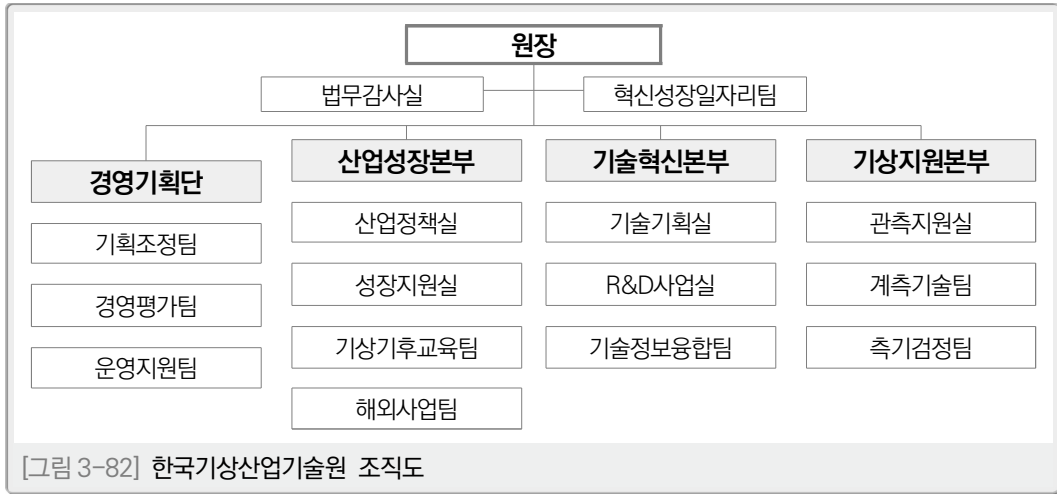 원장
법무감사실
혁신성장일자리팀
경영기획단
기획조정팀
경영평가팀
운영지원팀
산업성장본부
산업정책실
성장지원실
기상기후교육팀
해외사업팀
기술혁신본부
기술기획실
R&D사업실
기술정보융합팀
기상지원본부
관측지원실
계측기술팀
측기검정팀
[그림 3-82] 한국기상산업기술원 조직도